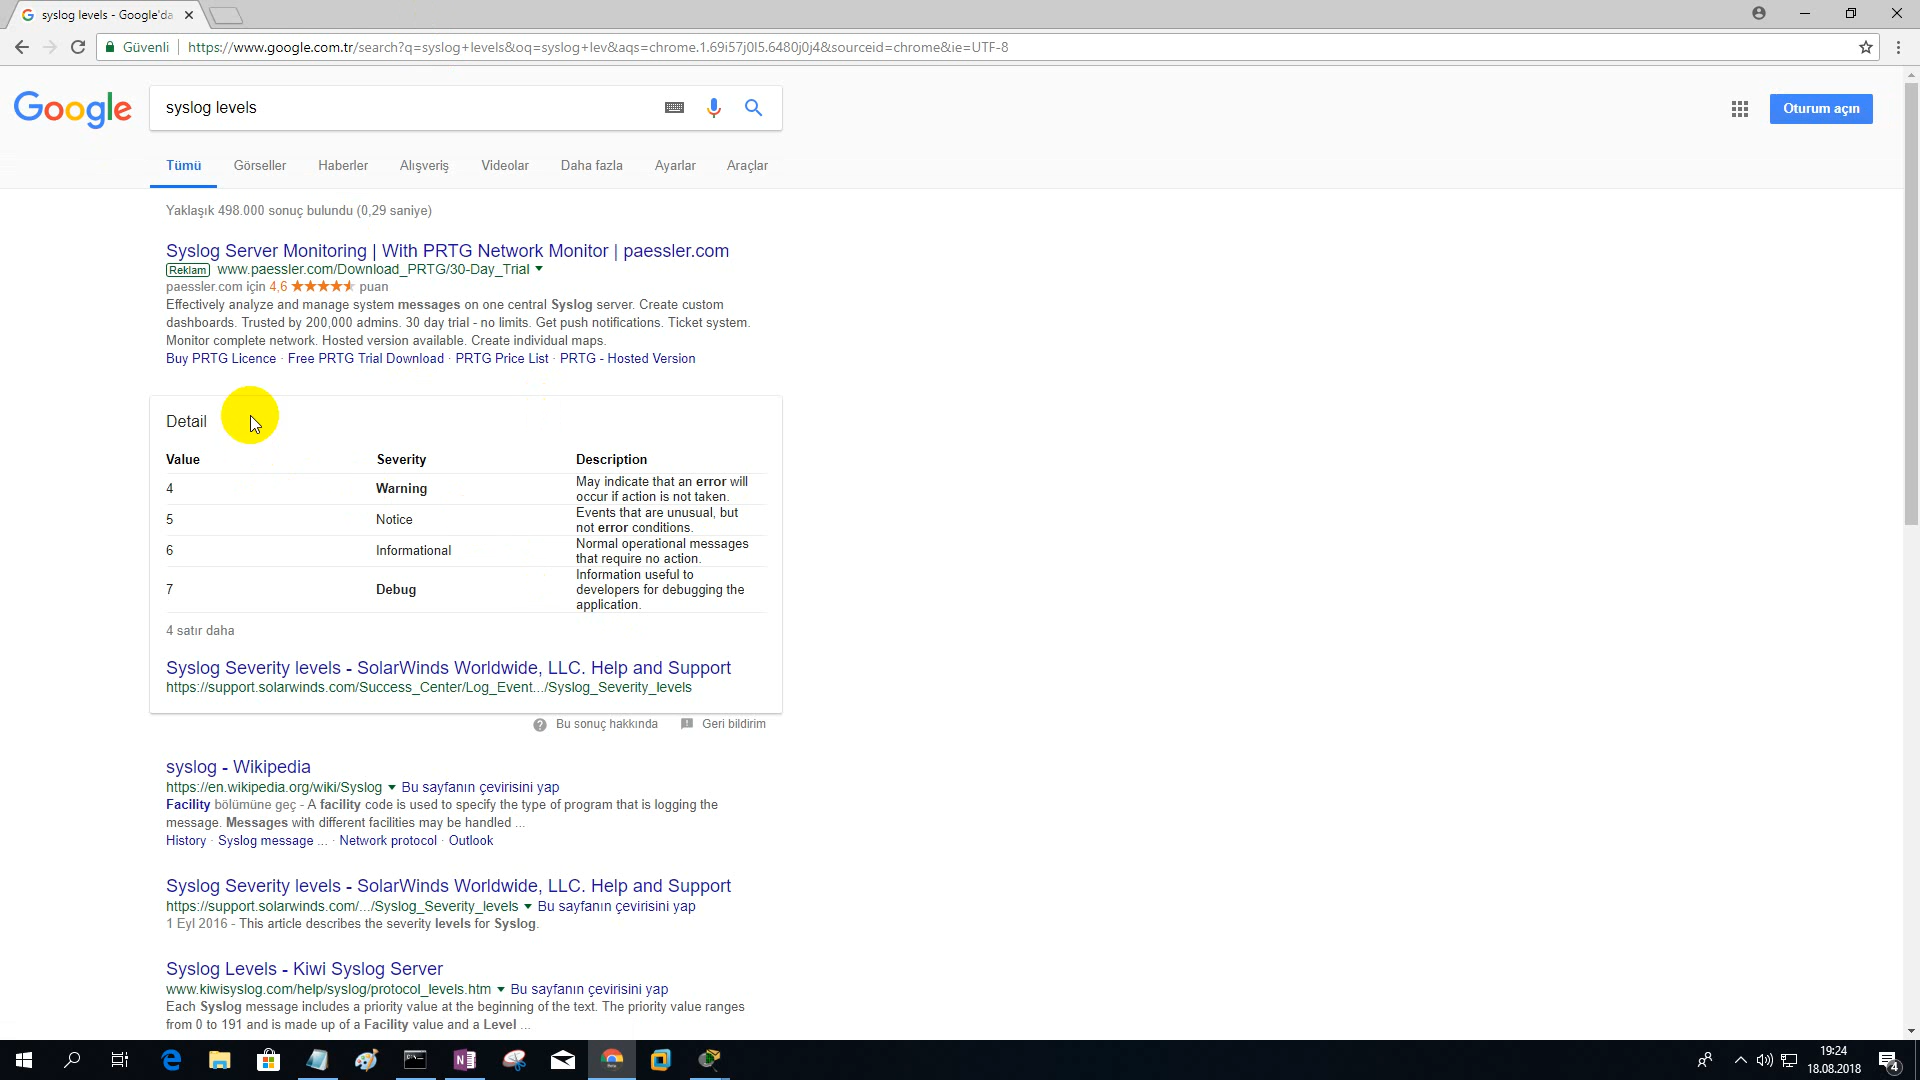 syslog levels - Google'da
Güvenli https://www.google.com.tr/search?q=syslog+levels&oq=syslog+lev&aqs=chrome.1.69i57j0l5.6480j0j4&sourceid=chrome&ie=UTF-8
Google
syslog levels
Oturum açın
Tümü Görseller Haberler Alışveriş Videolar Daha fazla Ayarlar Araçlar
Yaklaşık 498.000 sonuç bulundu (0,29 saniye)
Syslog Server Monitoring | With PRTG Network Monitor | paessler.com
Reklam www.paessler.com/Download_PRTG/30-Day_Trial
paessler.com için 4,6 puan
Effectively analyze and manage system messages on one central Syslog server. Create custom
dashboards. Trusted by 200,000 admins. 30 day trial - no limits. Get push notifications. Ticket system.
Monitor complete network. Hosted version available. Create individual maps.
Buy PRTG Licence · Free PRTG Trial Download · PRTG Price List · PRTG - Hosted Version
Detail
Value Severity Description
4 Warning May indicate that an error will
occur if action is not taken.
5 Notice Events that are unusual, but
not error conditions.
6 Informational Normal operational messages
that require no action.
7 Debug Information useful to
developers for debugging the
application.
4 satır daha
Syslog Severity levels - SolarWinds Worldwide, LLC. Help and Support
https://support.solarwinds.com/Success_Center/Log_Event.../Syslog_Severity_levels
Bu sonuç hakkında Geri bildirim
syslog - Wikipedia
https://en.wikipedia.org/wiki/Syslog Bu sayfanın çevirisini yap
Facility bölümüne geç - A facility code is used to specify the type of program that is logging the
message. Messages with different facilities may be handled ...
History · Syslog message ... · Network protocol · Outlook
Syslog Severity levels - SolarWinds Worldwide, LLC. Help and Support
https://support.solarwinds.com/.../Syslog_Severity_levels Bu sayfanın çevirisini yap
1 Eyl 2016 - This article describes the severity levels for Syslog.
Syslog Levels - Kiwi Syslog Server
www.kiwisyslog.com/help/syslog/protocol_levels.htm Bu sayfanın çevirisini yap
Each Syslog message includes a priority value at the beginning of the text. The priority value ranges
from 0 to 191 and is made up of a Facility value and a Level ...
19:24
18.08.2018
4